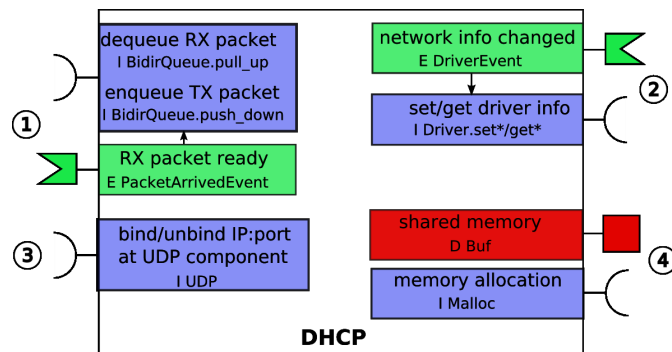 dequeue RX packet
I BidirQueue.pull_up
enqueue TX packet
I BidirQueue.push_down
1
RX packet ready
E PacketArrivedEvent
3
bind/unbind IP:port
at UDP component
I UDP
network info changed
E DriverEvent
2
set/get driver info
I Driver.set*/get*
shared memory
D Buf
4
memory allocation
I Malloc
DHCP